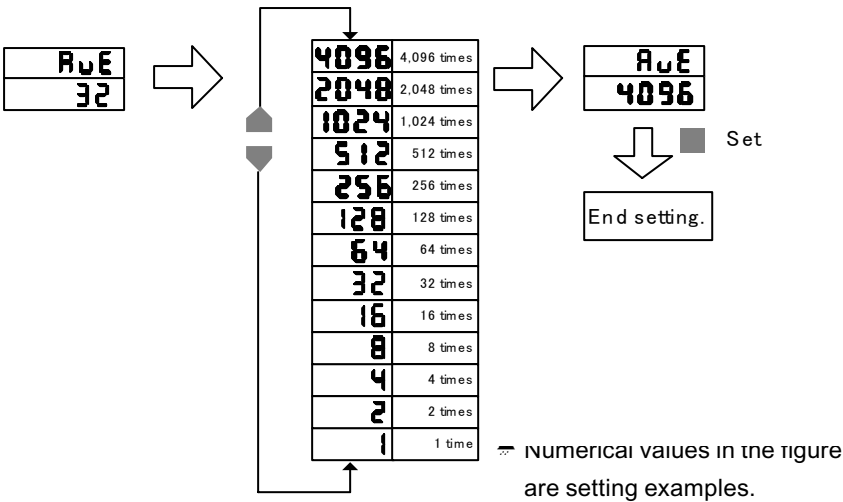 AvE
32
4096 4,096 times
2048 2,048 times
1024 1,024 times
512 512 times
256 256 times
128 128 times
64 64 times
32 32 times
16 16 times
8 8 times
4 4 times
2 2 times
1 1 time
AvE
4096
Set
End setting.
Numerical values in the figure
are setting examples.